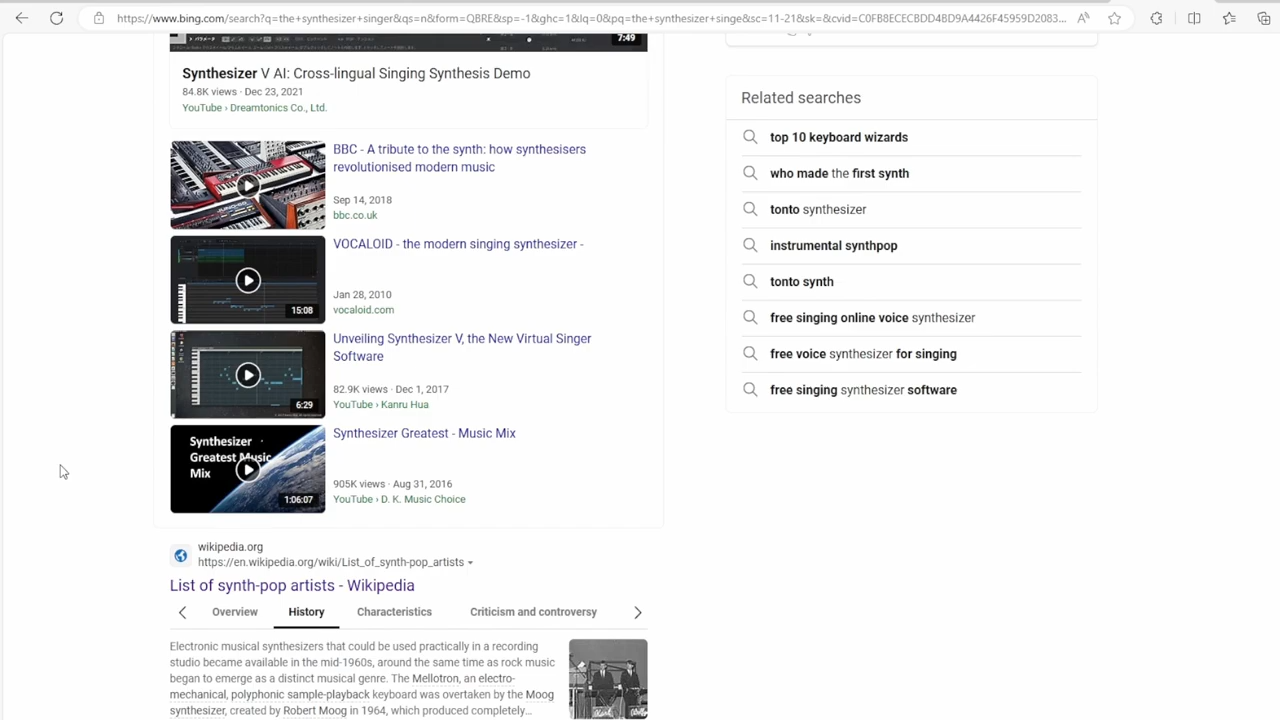 https://www.bing.com/search?q=the+synthesizer+singer&qs=n&form=QBRE&sp=-1&ghc=1&lq=0&pq=the+synthesizer+singe&sc=11-21&sk=&cvid=C0FB8ECECBDD4BD9A4426F45959D2083...
7:49
Synthesizer V AI: Cross-lingual Singing Synthesis Demo
84.8K views · Dec 23, 2021
YouTube › Dreamtonics Co., Ltd.
BBC - A tribute to the synth: how synthesisers
revolutionised modern music
Sep 14, 2018
bbc.co.uk
VOCALOID - the modern singing synthesizer -
15:08
Jan 28, 2010
vocaloid.com
Unveiling Synthesizer V, the New Virtual Singer
Software
6:29
82.9K views · Dec 1, 2017
YouTube › Kanru Hua
Synthesizer
Greatest Music
Mix
1:06:07
Synthesizer Greatest - Music Mix
905K views · Aug 31, 2016
YouTube › D. K. Music Choice
wikipedia.org
https://en.wikipedia.org/wiki/List_of_synth-pop_artists
List of synth-pop artists - Wikipedia
Overview History Characteristics Criticism and controversy
Electronic musical synthesizers that could be used practically in a recording
studio became available in the mid-1960s, around the same time as rock music
began to emerge as a distinct musical genre. The Mellotron, an electro-
mechanical, polyphonic sample-playback keyboard was overtaken by the Moog
synthesizer, created by Robert Moog in 1964, which produced completely...
Related searches
top 10 keyboard wizards
who made the first synth
tonto synthesizer
instrumental synthpop
tonto synth
free singing online voice synthesizer
free voice synthesizer for singing
free singing synthesizer software